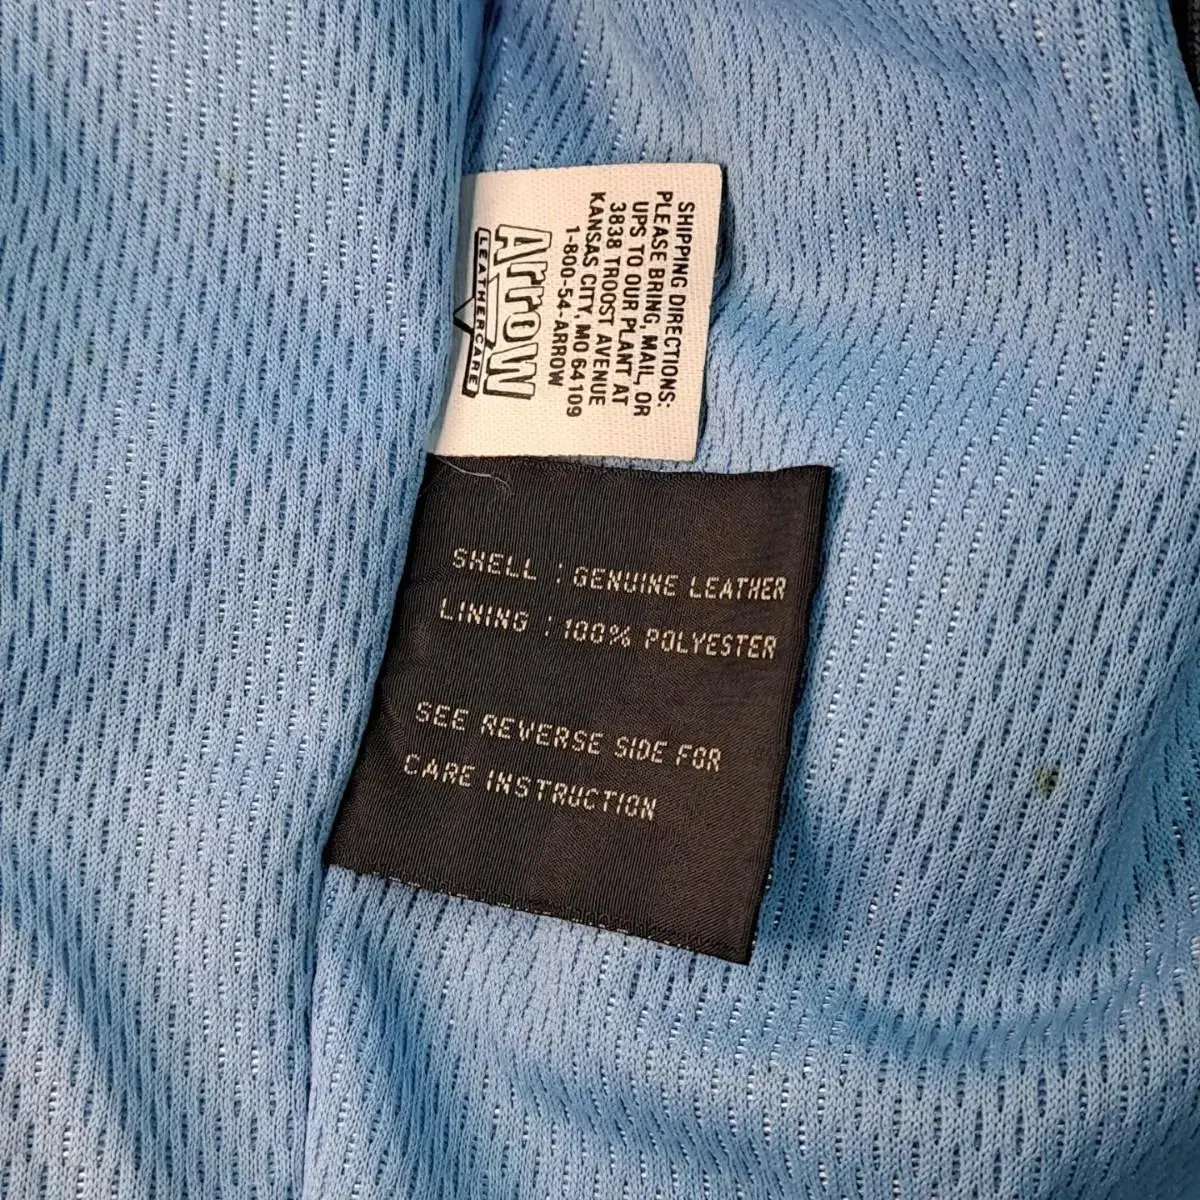 SHIPPING DIRECTIONS:
PLEASE BRING, MAIL, OR
UPS TO OUR PLANT AT
3838 TROOST AVENUE
KANSAS CITY, MO 64109
1-800-54-ARROW
ArroW
LEATHERCARE
SHELL : GENUINE LEATHER
LINING : 100% POLYESTER
SEE REVERSE SIDE FOR
CARE INSTRUCTION